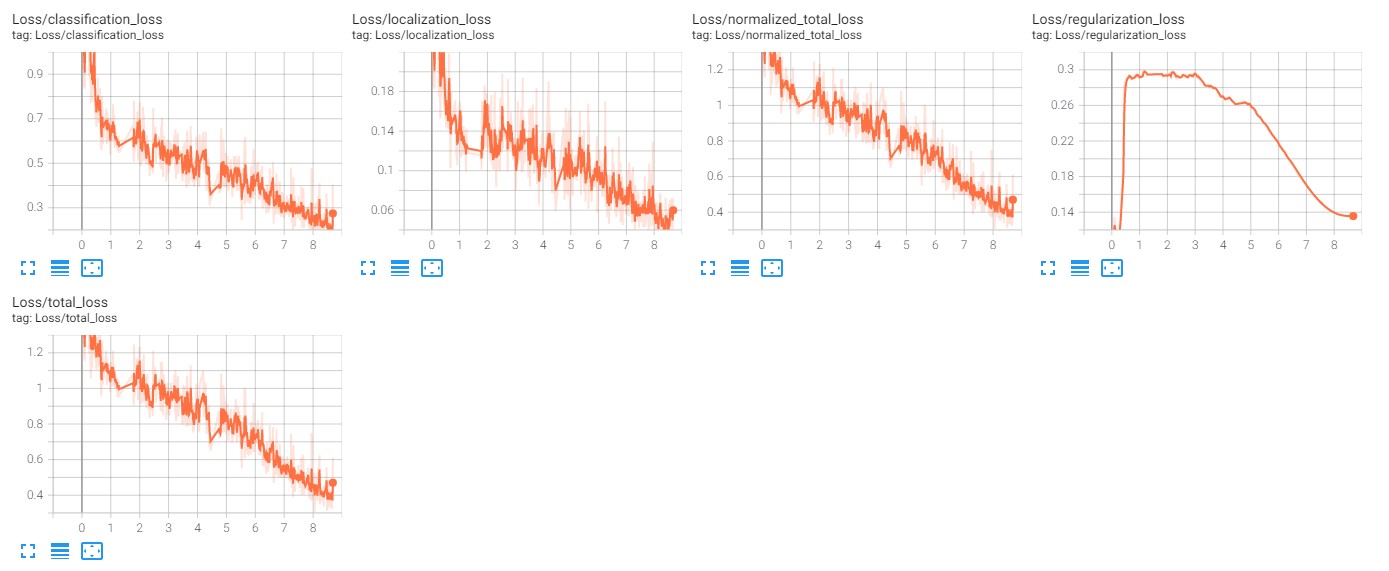 Loss/classification_loss
tag: Loss/classification_loss
0.9
0.7
0.5
0.3
0 1 2 3 4 5 6 7 8
Loss/localization_loss
tag: Loss/localization_loss
0.18
0.14
0.1
0.06
0 1 2 3 4 5 6 7 8
Loss/normalized_total_loss
tag: Loss/normalized_total_loss
1.2
1
0.8
0.6
0.4
0 1 2 3 4 5 6 7 8
Loss/regularization_loss
tag: Loss/regularization_loss
0.3
0.26
0.22
0.18
0.14
0 1 2 3 4 5 6 7 8
Loss/total_loss
tag: Loss/total_loss
1.2
1
0.8
0.6
0.4
0 1 2 3 4 5 6 7 8